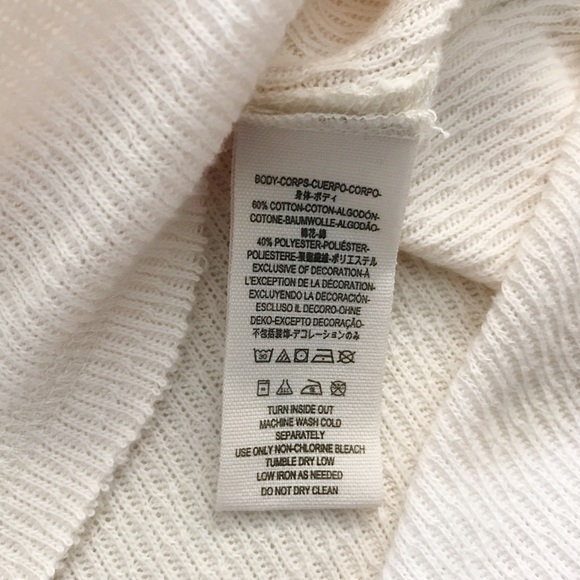 BODY-CORPS-CUERPO-CORPO-
身体-ボディ
60% COTTON-COTON-ALGODÓN-
COTONE-BAUMWOLLE-ALGODÃO-
棉花-綿
40% POLYESTER-POLIÉSTER-
POLIESTERE-聚酯纖維-ポリエステル
EXCLUSIVE OF DECORATION-À
L'EXCEPTION DE LA DÉCORATION-
EXCLUYENDO LA DECORACIÓN-
ESCLUSO IL DECORO-OHNE
DEKO-EXCEPTO DECORAÇÃO-
不包括裝飾-デコレーションのみ
30
TURN INSIDE OUT
MACHINE WASH COLD
SEPARATELY
USE ONLY NON-CHLORINE BLEACH
TUMBLE DRY LOW
LOW IRON AS NEEDED
DO NOT DRY CLEAN